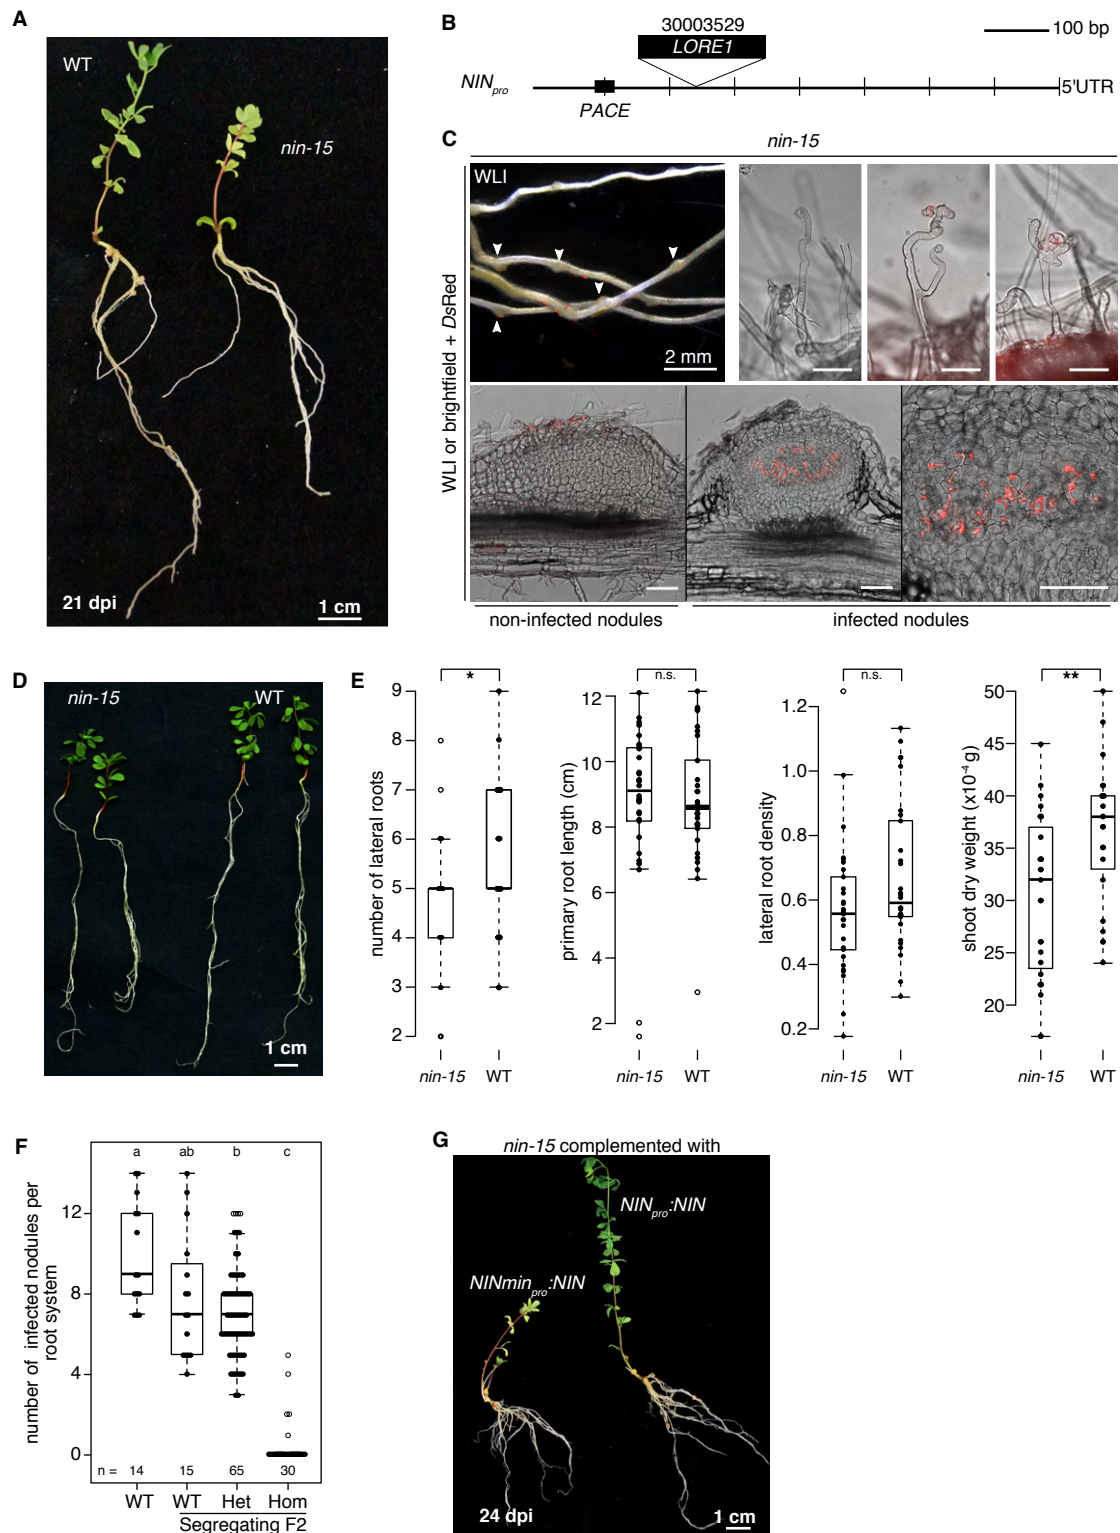 A
WT
nin-15
21 dpi
1 cm
B
30003529
LORE1
100 bp
NINpro
5'UTR
PACE
C
nin-15
WLI
2 mm
WLI or brightfield + DsRed
non-infected nodules
infected nodules
D
nin-15
WT
1 cm
E
*
number of lateral roots
9
8
7
6
5
4
3
2
nin-15
WT
n.s.
primary root length (cm)
12
10
8
6
4
2
nin-15
WT
n.s.
lateral root density
1.2
1.0
0.8
0.6
0.4
0.2
nin-15
WT
**
shoot dry weight (x10-4 g)
50
45
40
35
30
25
20
nin-15
WT
F
number of infected nodules per
root system
a
ab
b
c
12
8
4
0
n =
14
15
65
30
WT
WT
Het
Hom
Segregating F2
G
nin-15 complemented with
NINpro:NIN
NINminpro:NIN
24 dpi
1 cm